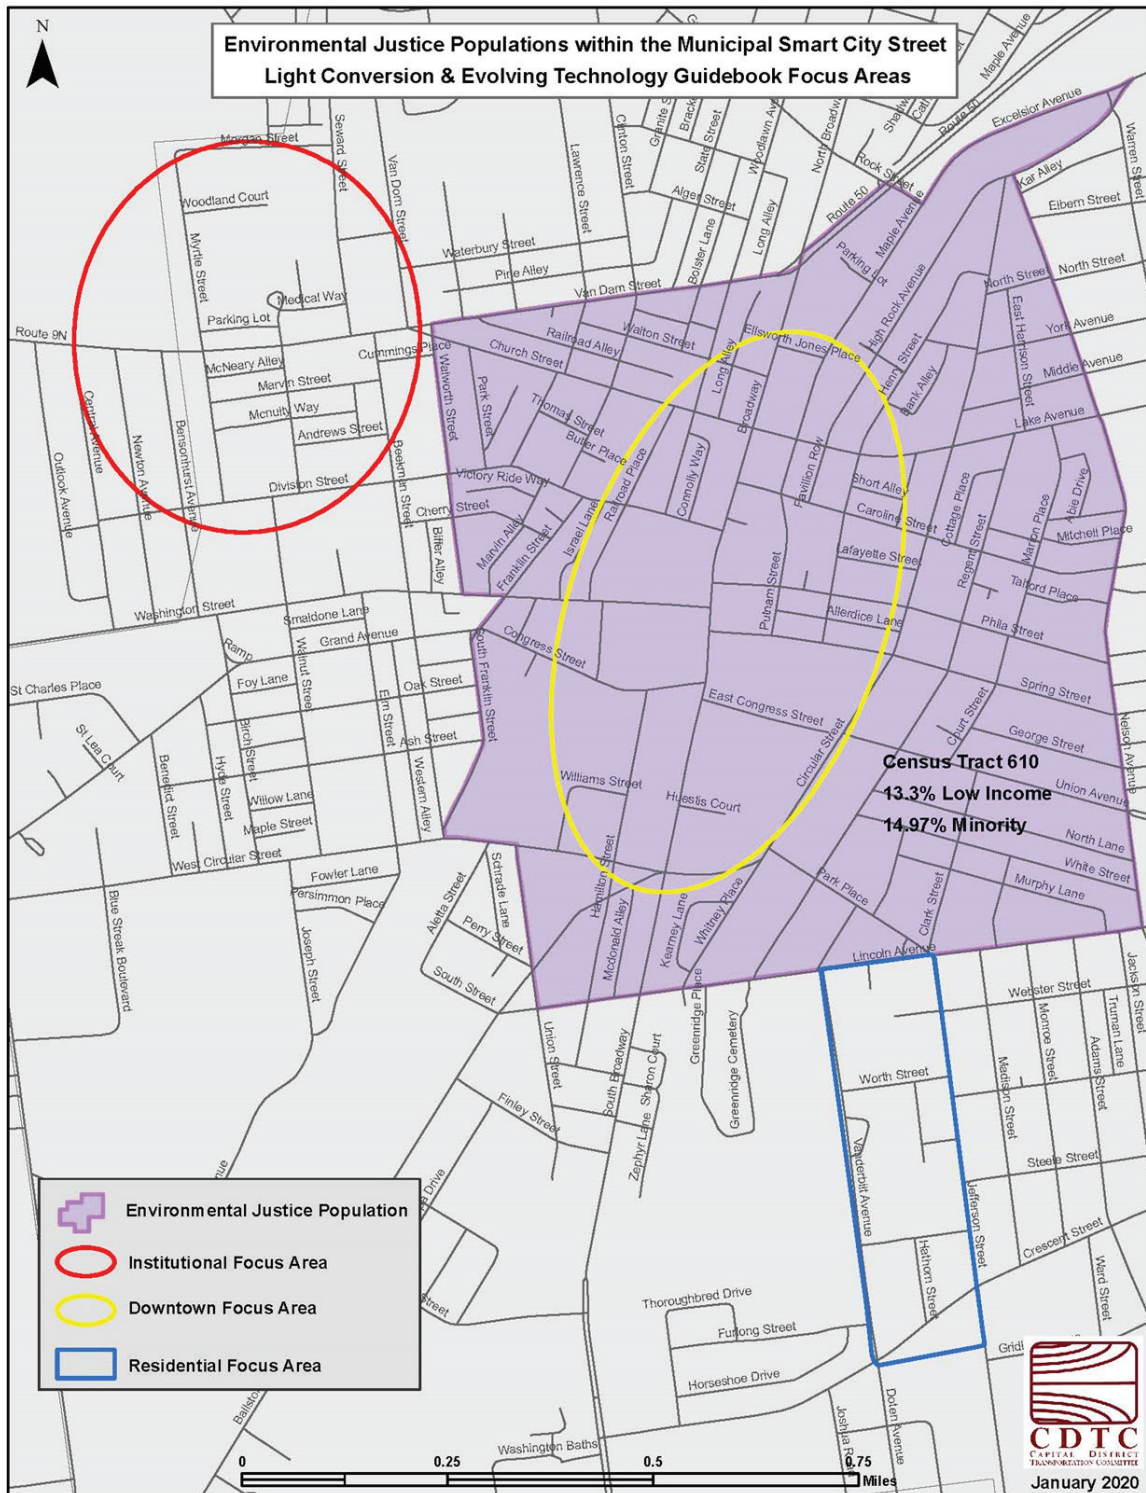 N
Environmental Justice Populations within the Municipal Smart City Street
Light Conversion & Evolving Technology Guidebook Focus Areas
Maple Avenue
Route 50
Excelsior Avenue
Granite
State Street
Woodlawn
North Broadway
Clinton Street
Lawrence Street
Seward Street
Van Dorn Street
Morgan Street
Rock Street
Warren Street
Kar Alley
Elbern Street
Woodland Court
Alger Street
Long Alley
Bolster Lane
Route 50
Maple Avenue
Myrtle Street
Waterbury Street
Pine Alley
Van Dam Street
Parking Lot
North Stree
North Street
Medical Way
Parking Lot
Route 9N
Cummings Place
Railroad Alley
Walton Street
Long Alley
Ellsworth Jones Place
High Rock Avenue
Henry Street
Bank Alley
East Harrison Street
York Avenue
Middle Avenue
McNeary Alley
Marvin Street
Mcnulty Way
Andrews Street
Church Street
Walworth Street
Park Street
Thomas Street
Butler Place
Broadway
Lake Avenue
Central Avenue
Newton Avenue
Bensonhurst Avenue
Outlook Avenue
Division Street
Beekman Street
Victory Ride Way
Cherry Street
Railroad Place
Connolly Way
Pavilion Row
Short Alley
Caroline Street
Cottage Place
Regent Street
Marion Place
Able Drive
Mitchell Place
Biffer Alley
Marvin Alley
Franklin Street
Israel Lane
Lafayette Street
Putnam Street
Allerdice Lane
Talford Place
Phila Street
Washington Street
Smaldone Lane
Grand Avenue
Ramp
Foy Lane
Walnut Street
Oak Street
Elm Street
Ash Street
South Franklin Street
Congress Street
East Congress Street
Circular Street
Court Street
Spring Street
George Street
Nelson Avenue
St Charles Place
St Lea Court
Benedict Street
Hyde Street
Birch Street
Willow Lane
Maple Street
Western Alley
West Circular Street
Williams Street
Huestis Court
Census Tract 610
13.3% Low Income
14.97% Minority
Union Avenue
North Lane
White Street
Murphy Lane
Fowler Lane
Persimmon Place
Blue Streak Boulevard
Joseph Street
Aletta Street
Schrade Lane
Perry Street
South Street
Hamilton Street
Mcdonald Alley
Kearney Lane
Whitney Place
Park Place
Clark Street
Lincoln Avenue
Webster Street
Jackson Street
Truman Lane
Monroe Street
Adams Street
Madison Street
Union Street
South Broadway
Sharon Court
Greenridge Place
Greenridge Cemetery
Finley Street
Zephyr Lane
Worth Street
Vanderbilt Avenue
Steele Street
Jefferson Street
Crescent Street
Hathorn Street
Ward Street
Thoroughbred Drive
Furlong Street
Horseshoe Drive
Joshua Road
Doten Avenue
Washington Baths
Environmental Justice Population
Institutional Focus Area
Downtown Focus Area
Residential Focus Area
0 0.25 0.5 0.75
Miles
CDTC
CAPITAL DISTRICT
TRANSPORTATION COMMITTEE
January 2020